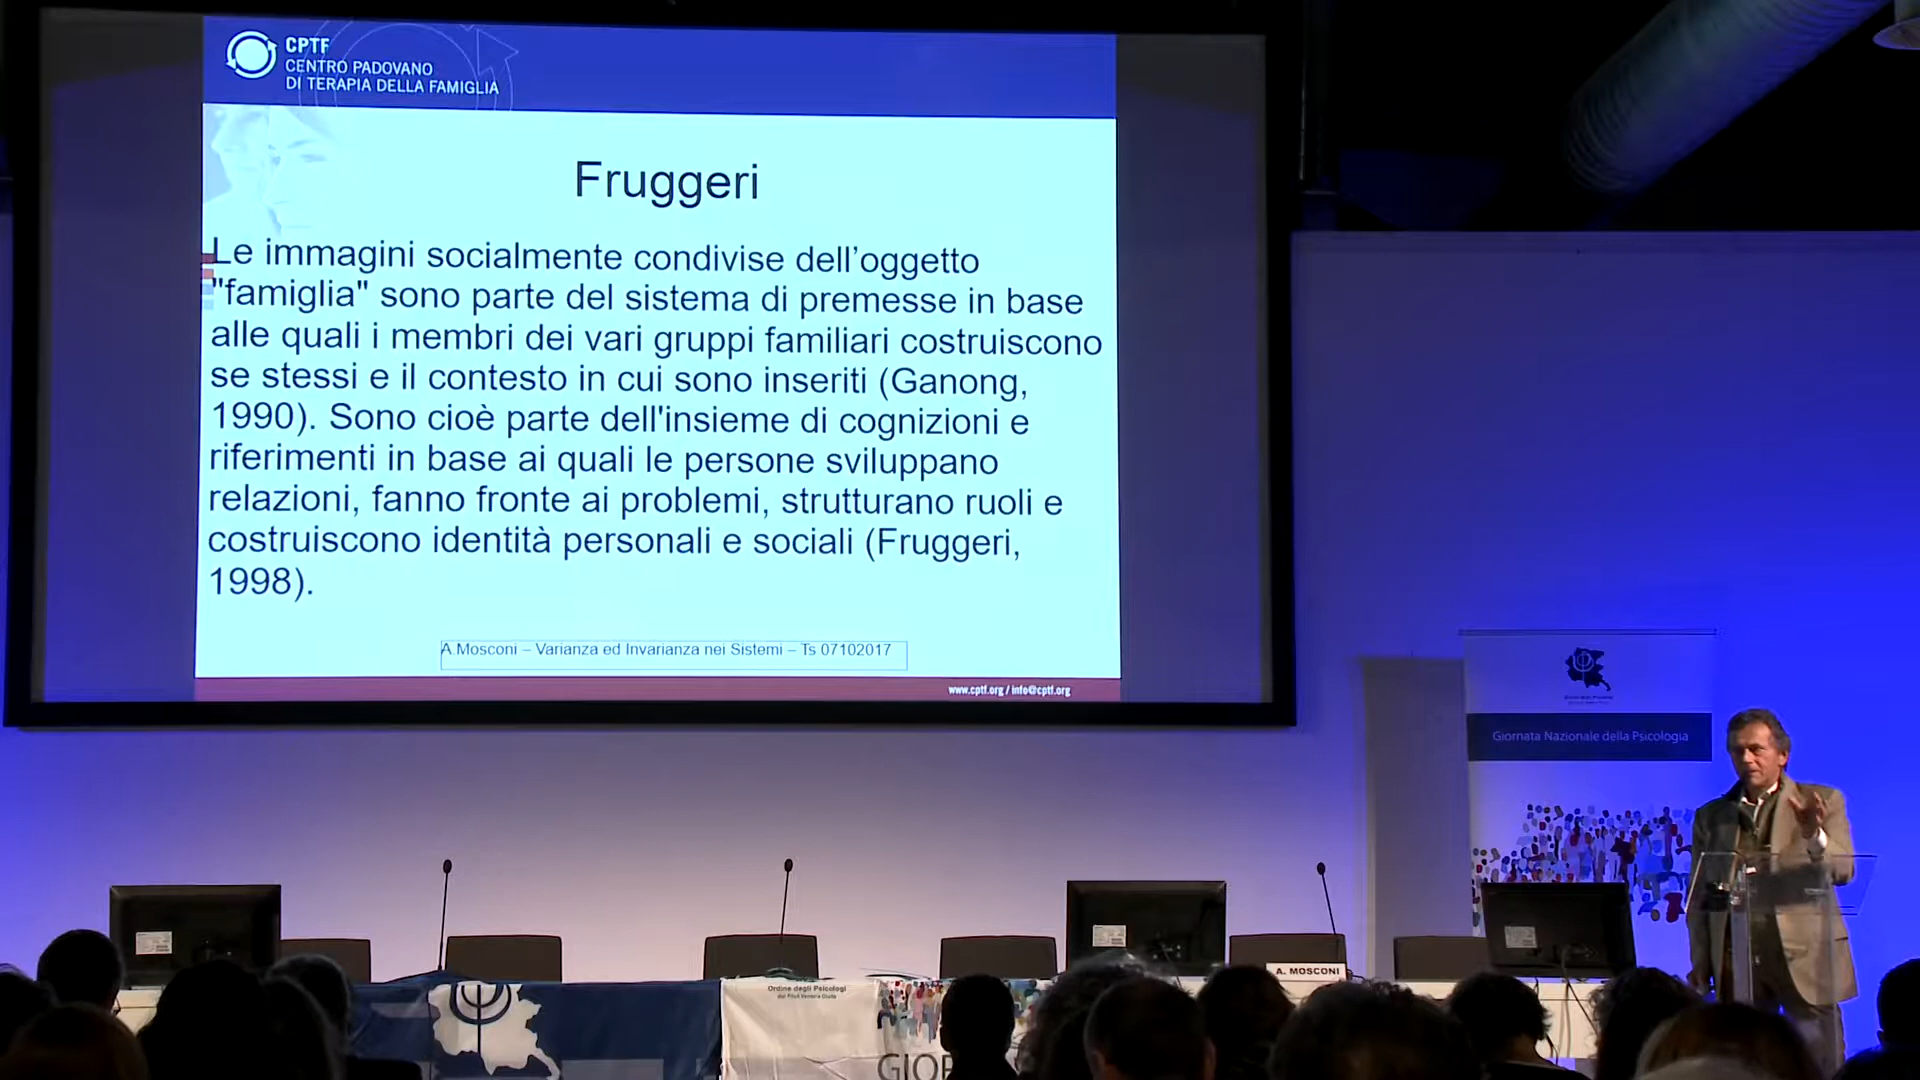 CPTF
CENTRO PADOVANO
DI TERAPIA DELLA FAMIGLIA
Fruggeri
Le immagini socialmente condivise dell’oggetto
"famiglia" sono parte del sistema di premesse in base
alle quali i membri dei vari gruppi familiari costruiscono
se stessi e il contesto in cui sono inseriti (Ganong,
1990). Sono cioè parte dell'insieme di cognizioni e
riferimenti in base ai quali le persone sviluppano
relazioni, fanno fronte ai problemi, strutturano ruoli e
costruiscono identità personali e sociali (Fruggeri,
1998).
A Mosconi – Varianza ed Invarianza nei Sistemi – Ts 07102017
www.cptf.org / info@cptf.org
Giornata Nazionale della Psicologia
A. MOSCONI
Ordine degli Psicologi
del Friuli Venezia Giulia
GIOR